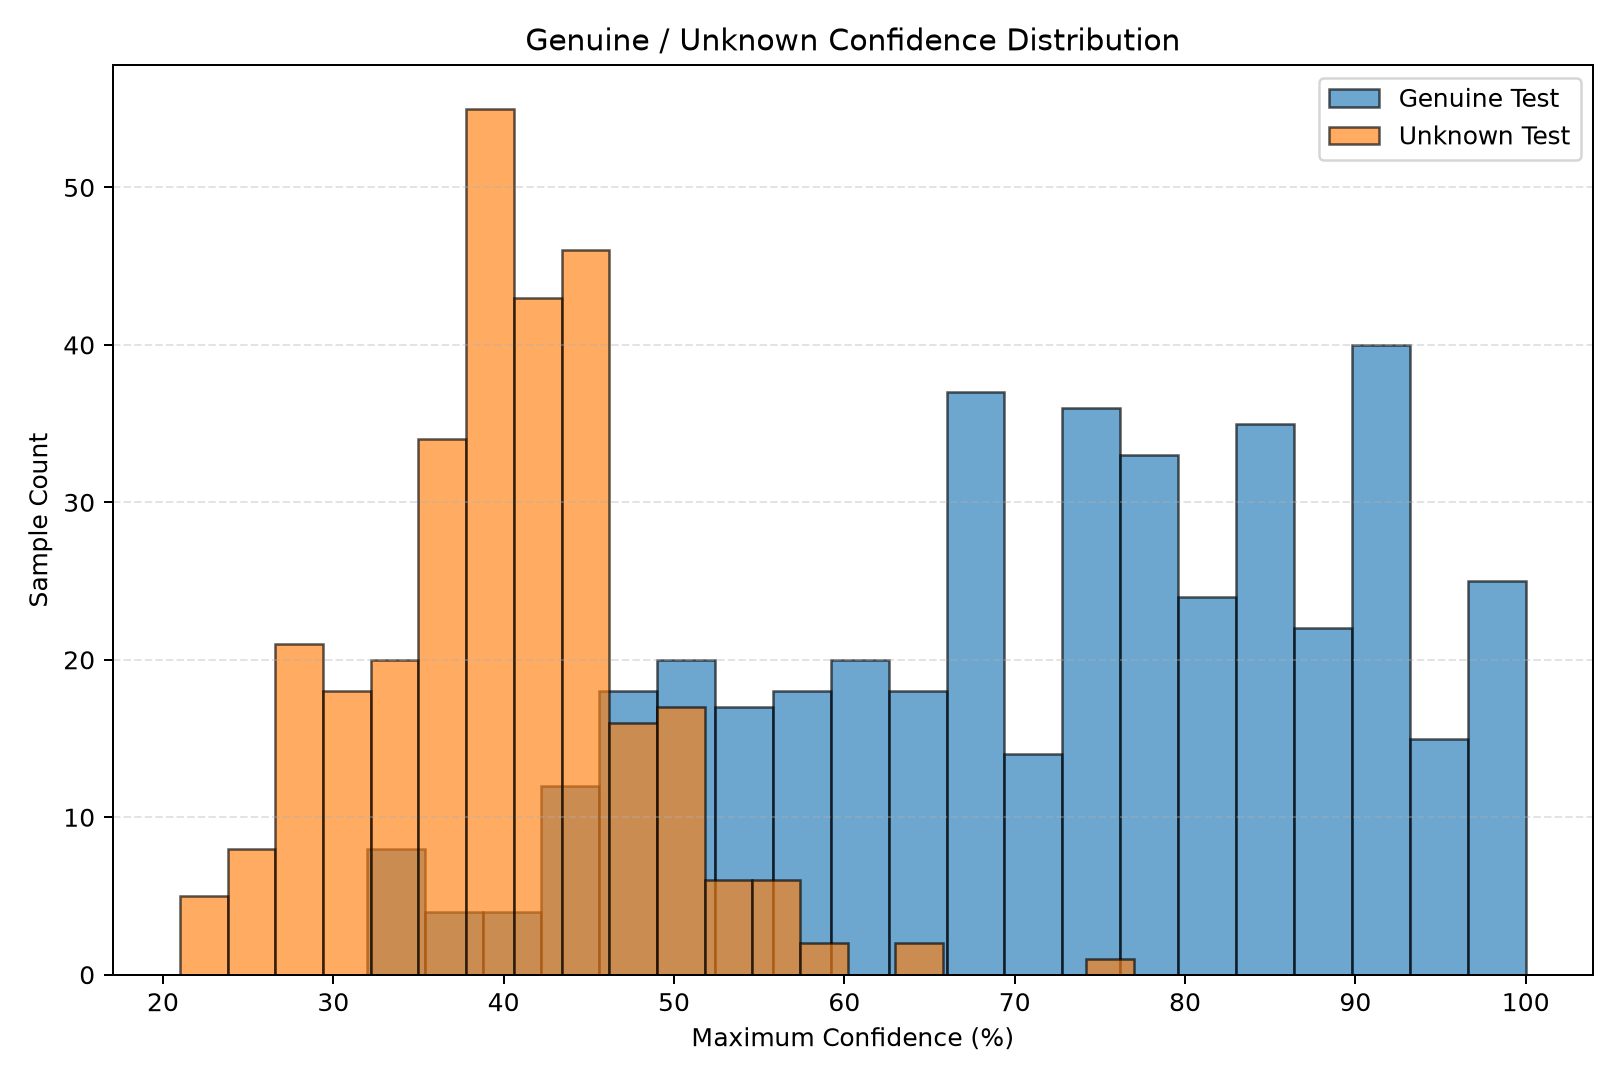 Genuine / Unknown Confidence Distribution
Genuine Test
Unknown Test
Sample Count
50
40
30
20
10
0
20 30 40 50 60 70 80 90 100
Maximum Confidence (%)